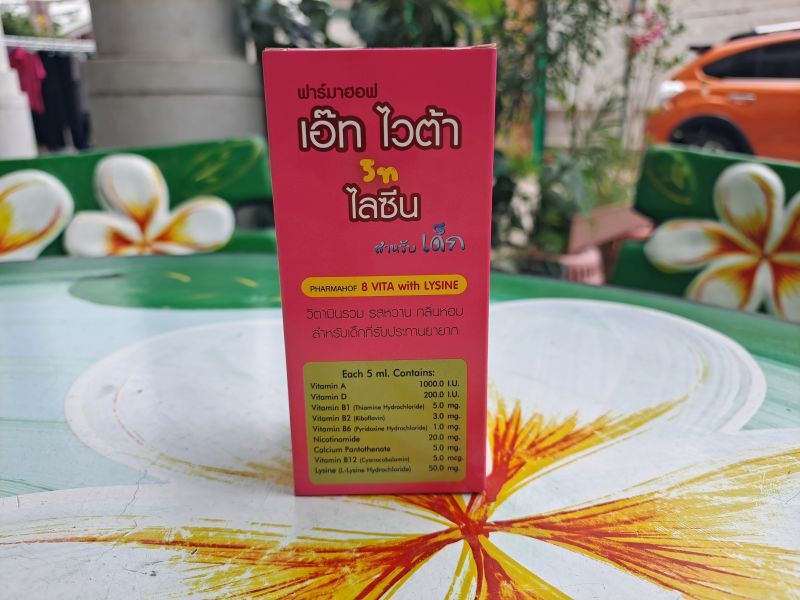 ฟาร์มาฮอฟ
เอ๊ท ไวต้า
วิท
ไลซีน
สำหรับ เด็ก
PHARMAHOF 8 VITA with LYSINE
วิตามินรวม รสหวาน กลิ่นหอม
สำหรับเด็กที่รับประทานยายาก
Each 5 ml. Contains:
Vitamin A 1000.0 I.U.
Vitamin D 200.0 I.U.
Vitamin B1 (Thiamine Hydrochloride) 5.0 mg.
Vitamin B2 (Riboflavin) 3.0 mg.
Vitamin B6 (Pyridoxine Hydrochloride) 1.0 mg.
Nicotinamide 20.0 mg.
Calcium Pantothenate 5.0 mg.
Vitamin B12 (Cyanocobalamin) 5.0 mcg.
Lysine (L-Lysine Hydrochloride) 50.0 mg.